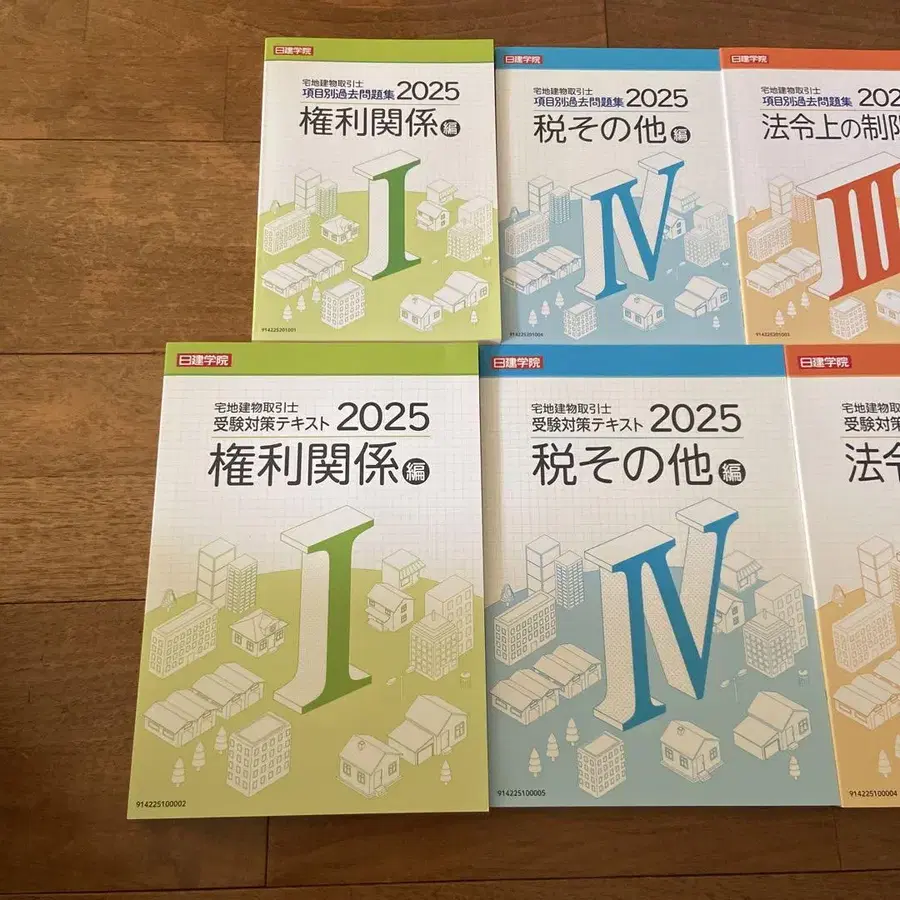 日建学院
宅地建物取引士
項目別過去問題集 2025
権利関係 編
I
914225201001
日建学院
宅地建物取引士
項目別過去問題集 2025
税その他 編
IV
914225201004
日建学院
宅地建物取引士
項目別過去問題集 202
法令上の制限
III
914225201003
日建学院
宅地建物取引士
受験対策テキスト 2025
権利関係 編
I
914225100002
日建学院
宅地建物取引士
受験対策テキスト 2025
税その他 編
IV
914225100005
日建学院
宅地建物取
受験対策
法令
914225100004